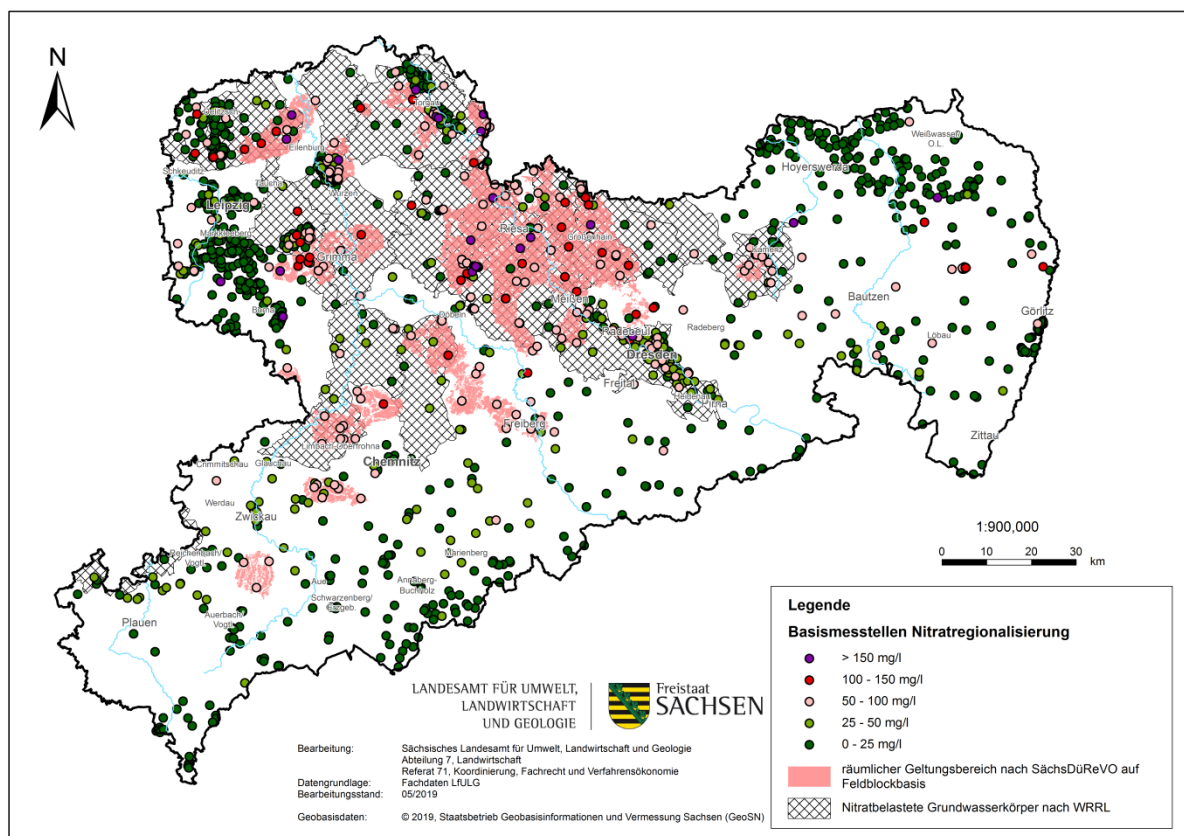 N
Torgau
Delitzsch
Eilenburg
Schkeuditz
Taucha
Wurzen
Leipzig
Markkleeberg
Grimma
Borna
Riesa
Großenhain
Meißen
Döbeln
Radebeul
Radeberg
Dresden
Freital
Heidenau
Pirna
Freiberg
Hoyerswerda
Weißwasser/
O.L.
Kamenz
Bautzen
Görlitz
Löbau
Zittau
Limbach-Oberfrohna
Chemnitz
Crimmitschau
Glauchau
Werdau
Zwickau
Reichenbach/
Vogtl.
Marienberg
Aue
Annaberg-
Buchholz
Schwarzenberg/
Erzgeb.
Auerbach/
Vogtl.
Plauen
1:900,000
0 10 20 30
km
Legende
Basismesstellen Nitratregionalisierung
> 150 mg/l
100 - 150 mg/l
50 - 100 mg/l
25 - 50 mg/l
0 - 25 mg/l
räumlicher Geltungsbereich nach SächsDüReVO auf
Feldblockbasis
Nitratbelastete Grundwasserkörper nach WRRL
LANDESAMT FÜR UMWELT,
LANDWIRTSCHAFT
UND GEOLOGIE
Freistaat
SACHSEN
Bearbeitung: Sächsisches Landesamt für Umwelt, Landwirtschaft und Geologie
Abteilung 7, Landwirtschaft
Referat 71, Koordinierung, Fachrecht und Verfahrensökonomie
Datengrundlage: Fachdaten LfULG
Bearbeitungsstand: 05/2019
Geobasisdaten: © 2019, Staatsbetrieb Geobasisinformationen und Vermessung Sachsen (GeoSN)